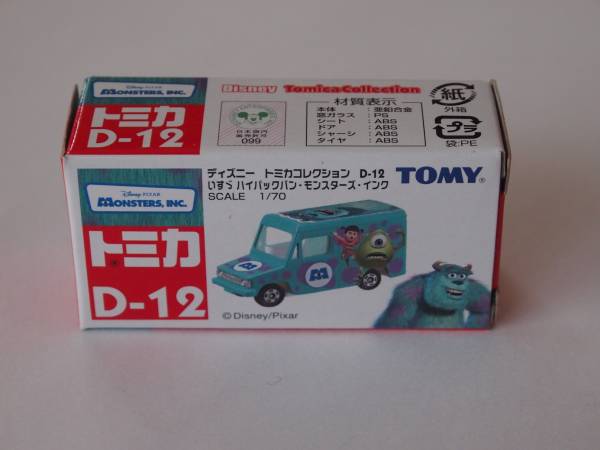 Disney PIXAR
MONSTERS, INC.
トミカ
D-12
Disney Tomica Collection
日本国内
販売許可
099
材質表示
本体 : 亜鉛合金
窓ガラス : PS
シート : ABS
ドア : ABS
シャーシ : ABS
タイヤ : ABS
紙
外箱
プラ
袋:PE
Disney PIXAR
MONSTERS, INC.
トミカ
D-12
ディズニー トミカコレクション D-12
いすゞ ハイパックバン・モンスターズ・インク
SCALE 1/70
TOMY®
M
©Disney/Pixar